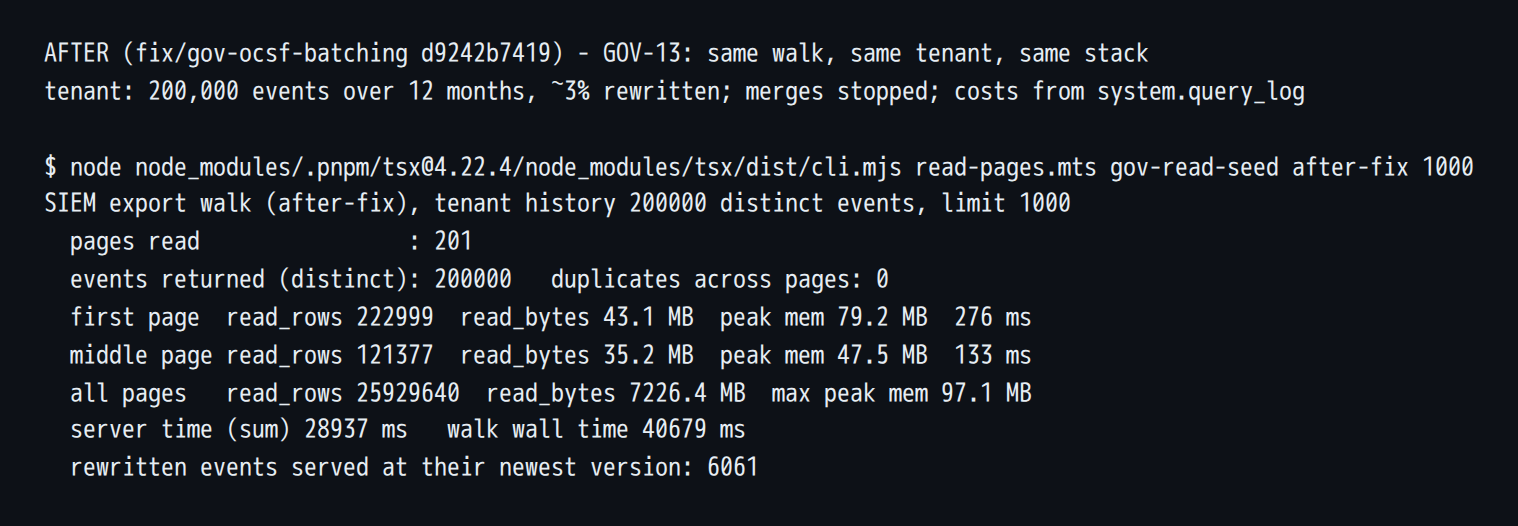 AFTER (fix/gov-ocsf-batching d9242b7419) - GOV-13: same walk, same tenant, same stack
tenant: 200,000 events over 12 months, ~3% rewritten; merges stopped; costs from system.query_log
$ node node_modules/.pnpm/tsx@4.22.4/node_modules/tsx/dist/cli.mjs read-pages.mts gov-read-seed after-fix 1000
SIEM export walk (after-fix), tenant history 200000 distinct events, limit 1000
pages read : 201
events returned (distinct): 200000 duplicates across pages: 0
first page read_rows 222999 read_bytes 43.1 MB peak mem 79.2 MB 276 ms
middle page read_rows 121377 read_bytes 35.2 MB peak mem 47.5 MB 133 ms
all pages read_rows 25929640 read_bytes 7226.4 MB max peak mem 97.1 MB
server time (sum) 28937 ms walk wall time 40679 ms
rewritten events served at their newest version: 6061